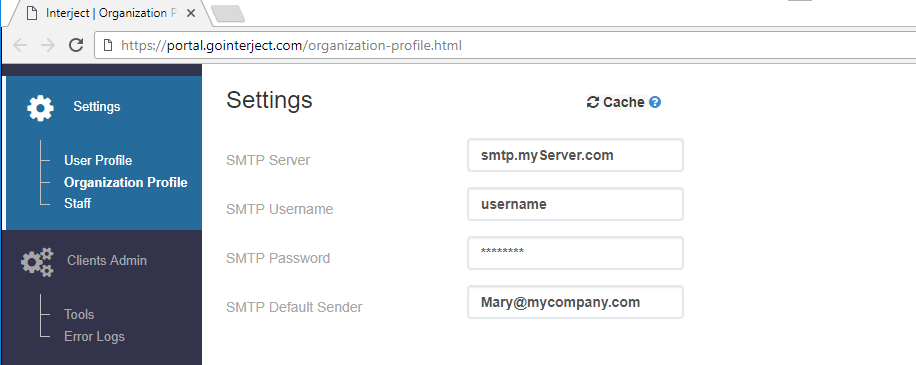 Interject | Organization P
https://portal.gointerject.com/organization-profile.html
Settings
User Profile
Organization Profile
Staff
Clients Admin
Tools
Error Logs
Settings
Cache ?
SMTP Server smtp.myServer.com
SMTP Username username
SMTP Password ********
SMTP Default Sender Mary@mycompany.com